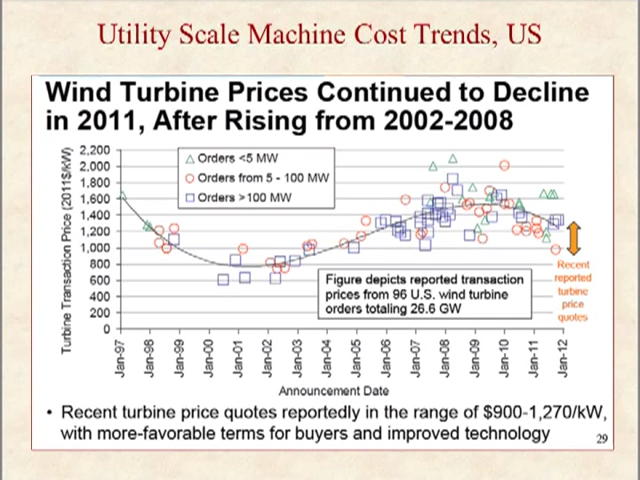 Utility Scale Machine Cost Trends, US
Wind Turbine Prices Continued to Decline
in 2011, After Rising from 2002-2008
Turbine Transaction Price (2011$/kW)
2,200
2,000
1,800
1,600
1,400
1,200
1,000
800
600
400
200
0
Orders <5 MW
Orders from 5 - 100 MW
Orders >100 MW
Figure depicts reported transaction
prices from 96 U.S. wind turbine
orders totaling 26.6 GW
Recent
reported
turbine
price
quotes
Jan-97
Jan-98
Jan-99
Jan-00
Jan-01
Jan-02
Jan-03
Jan-04
Jan-05
Jan-06
Jan-07
Jan-08
Jan-09
Jan-10
Jan-11
Jan-12
Announcement Date
• Recent turbine price quotes reportedly in the range of $900-1,270/kW,
with more-favorable terms for buyers and improved technology
29